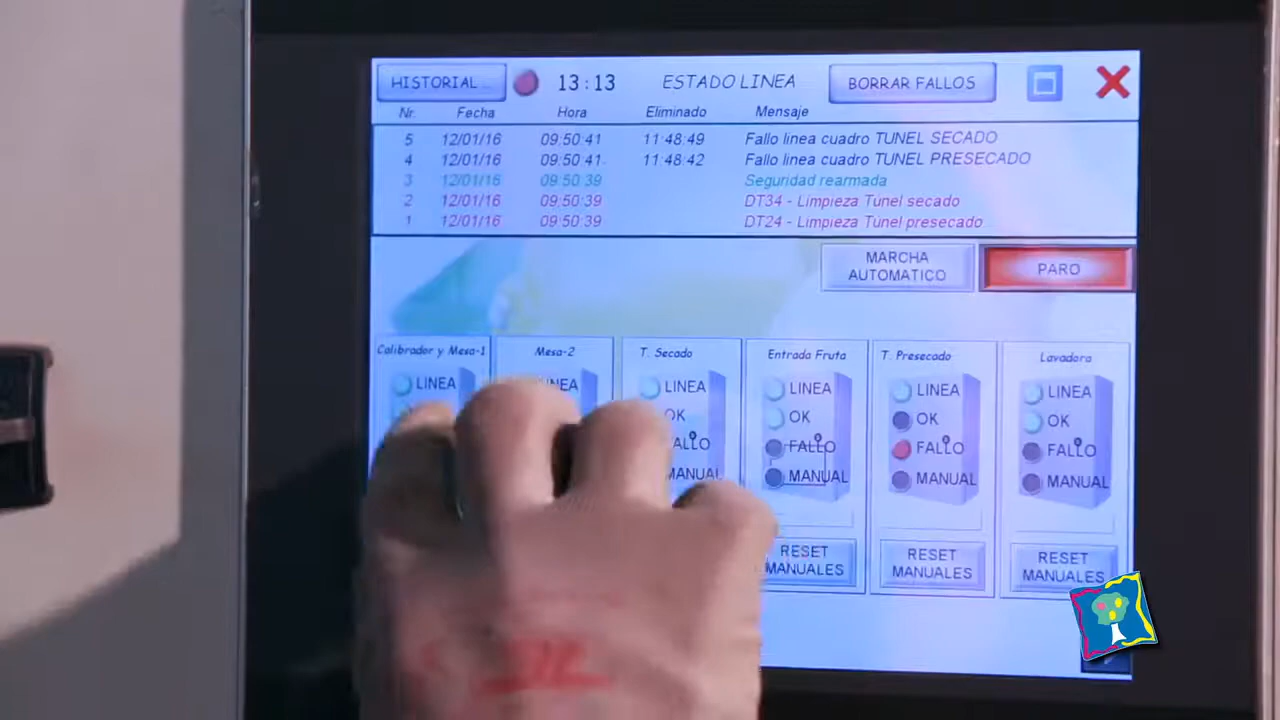 HISTORIAL 13:13 ESTADO LINEA BORRAR FALLOS
Nr. Fecha Hora Eliminado Mensaje
5 12/01/16 09:50:41 11:48:49 Fallo linea cuadro TUNEL SECADO
4 12/01/16 09:50:41 11:48:42 Fallo linea cuadro TUNEL PRESECADO
3 12/01/16 09:50:39 Seguridad rearmada
2 12/01/16 09:50:39 DT34 - Limpieza Túnel secado
1 12/01/16 09:50:39 DT24 - Limpieza Túnel presecado
MARCHA
AUTOMATICO
PARO
Calibrador y Mesa-1
LINEA
Mesa-2
T. Secado
LINEA
OK
FALLO
MANUAL
Entrada Fruta
LINEA
OK
FALLO
MANUAL
RESET
MANUALES
T. Presecado
LINEA
OK
FALLO
MANUAL
RESET
MANUALES
Lavadora
LINEA
OK
FALLO
MANUAL
RESET
MANUALES